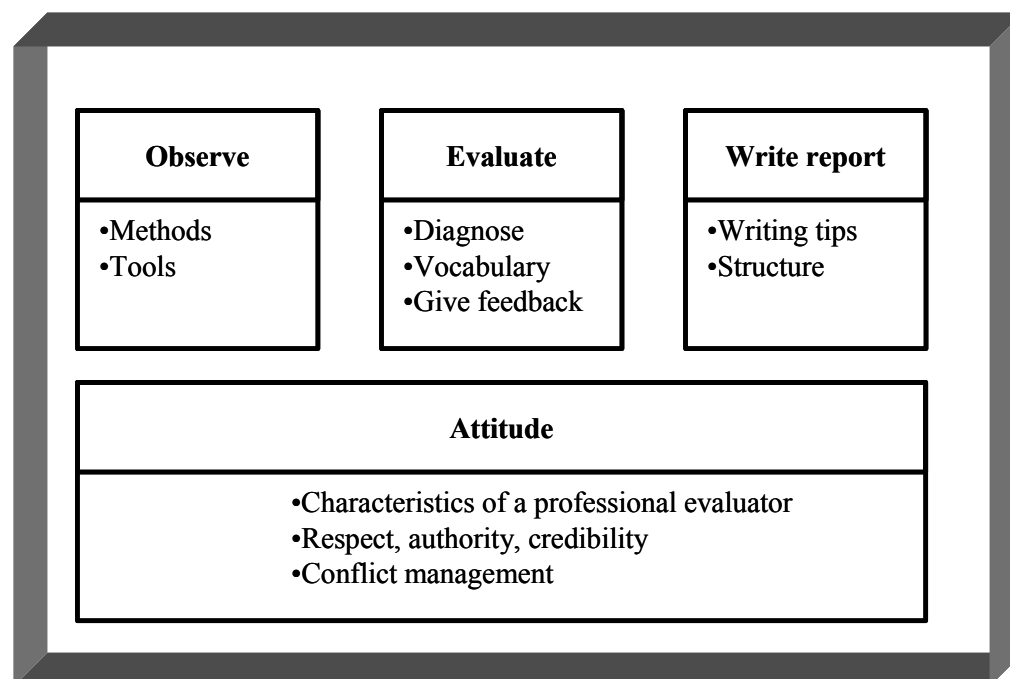 Observe
•Methods
•Tools
Evaluate
•Diagnose
•Vocabulary
•Give feedback
Write report
•Writing tips
•Structure
Attitude
•Characteristics of a professional evaluator
•Respect, authority, credibility
•Conflict management